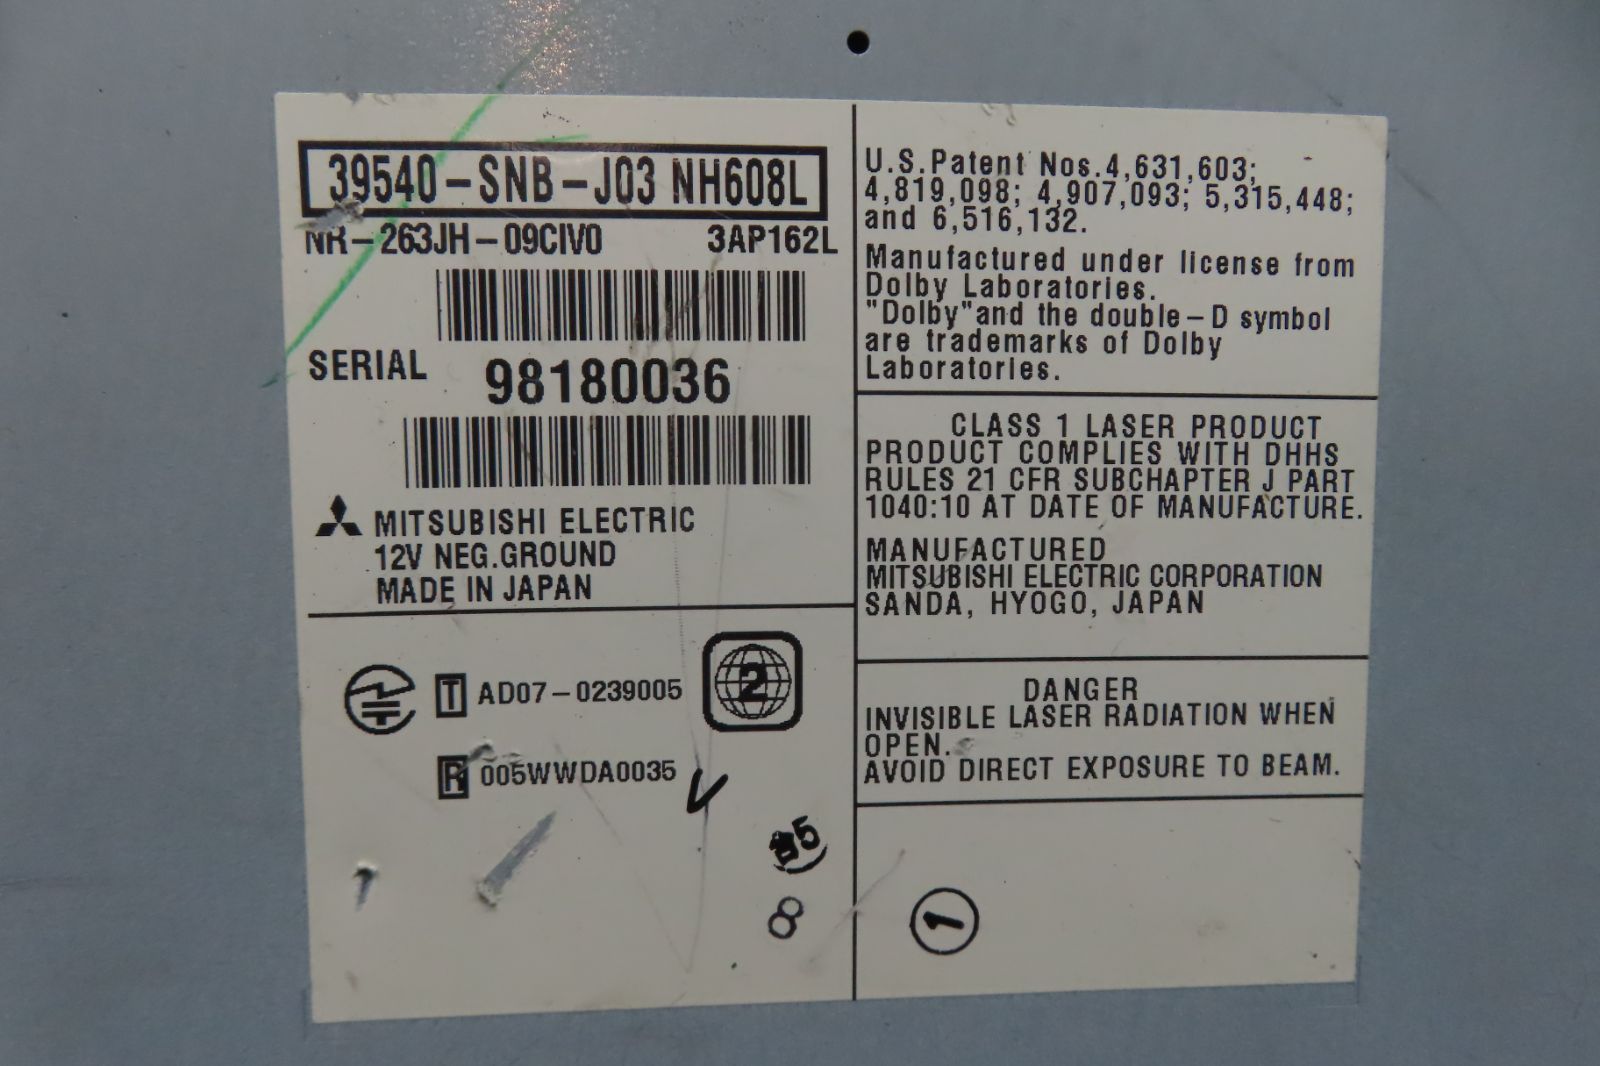 39540-SNB-J03 NH608L
NR-263JH-09CIV0 3AP162L
SERIAL 98180036
MITSUBISHI ELECTRIC
12V NEG.GROUND
MADE IN JAPAN
T AD07-0239005
2
R 005WWDA0035
5
8
U.S.Patent Nos.4,631,603;
4,819,098; 4,907,093; 5,315,448;
and 6,516,132.
Manufactured under license from
Dolby Laboratories.
"Dolby"and the double-D symbol
are trademarks of Dolby
Laboratories.
CLASS 1 LASER PRODUCT
PRODUCT COMPLIES WITH DHHS
RULES 21 CFR SUBCHAPTER J PART
1040:10 AT DATE OF MANUFACTURE.
MANUFACTURED
MITSUBISHI ELECTRIC CORPORATION
SANDA, HYOGO, JAPAN
DANGER
INVISIBLE LASER RADIATION WHEN
OPEN.
AVOID DIRECT EXPOSURE TO BEAM.
1